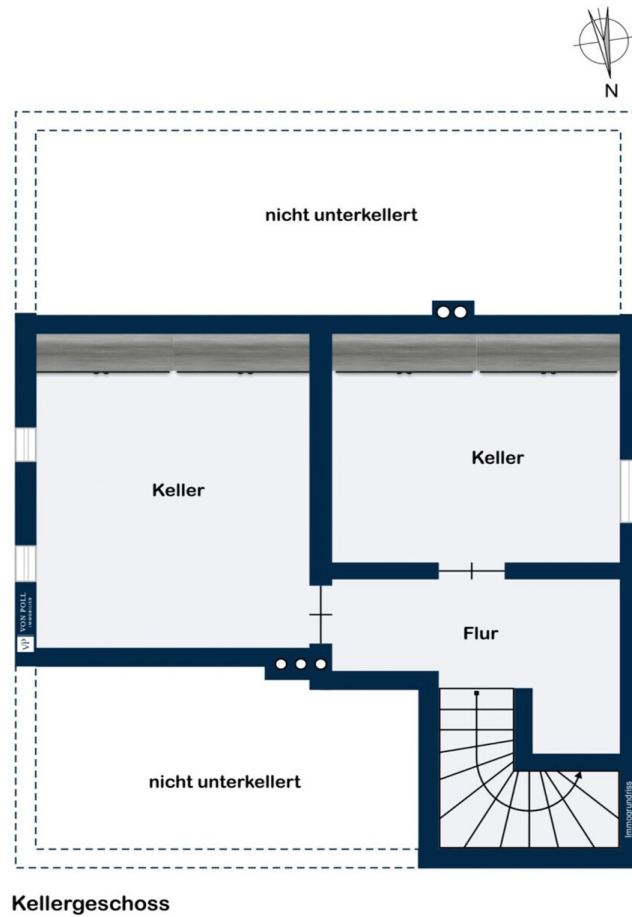 N
nicht unterkellert
Keller
Keller
Flur
VP VON POLL
IMMOBILIEN
nicht unterkellert
Immogrundriss
Kellergeschoss